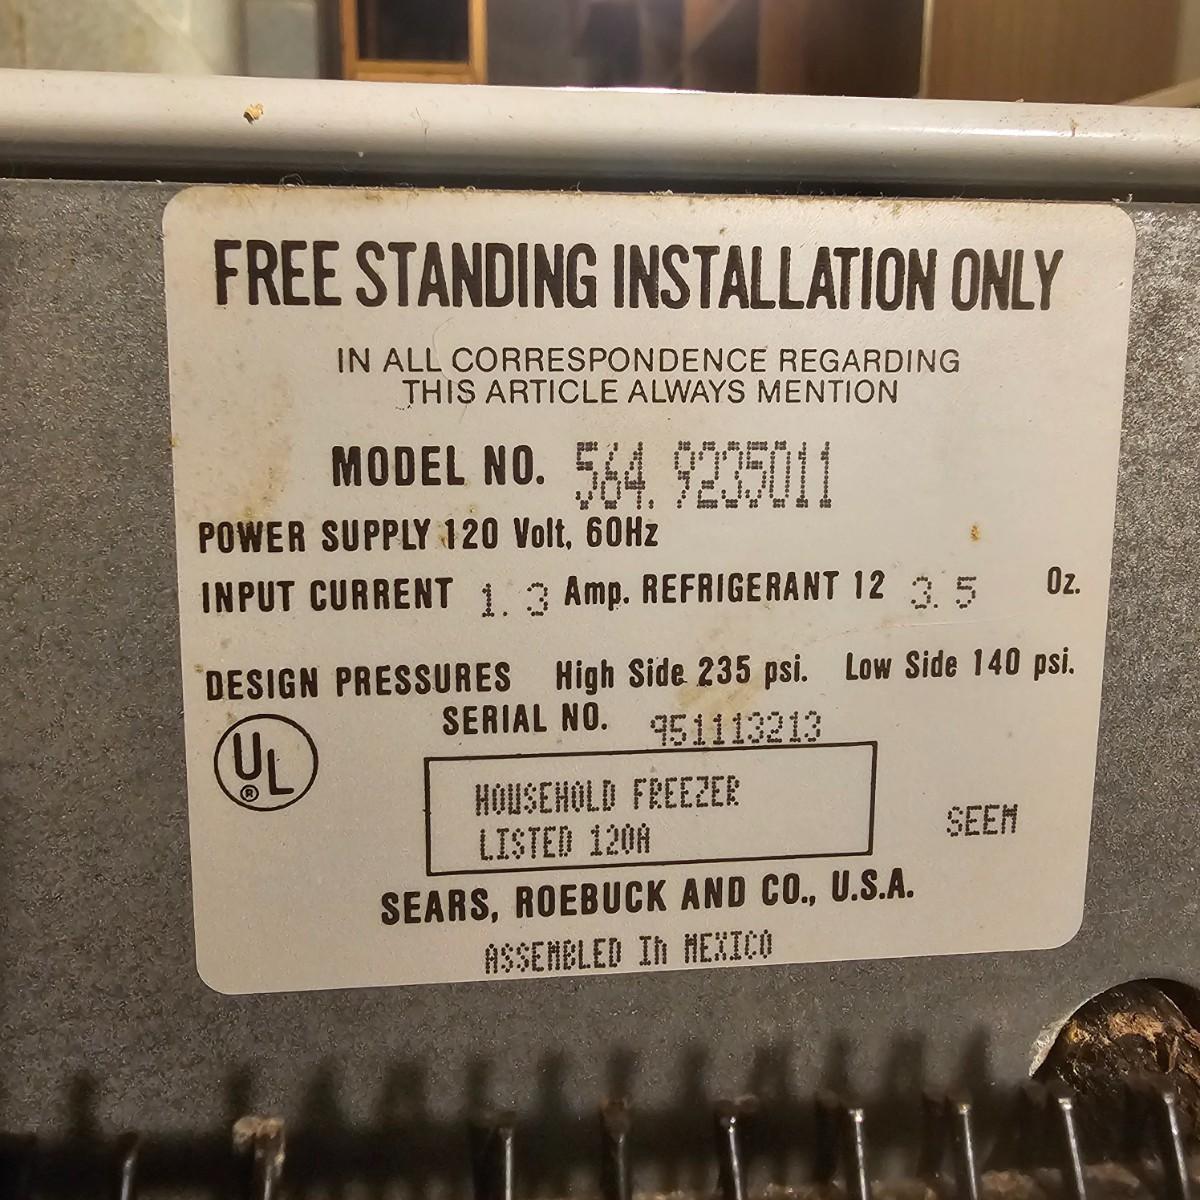 FREE STANDING INSTALLATION ONLY
IN ALL CORRESPONDENCE REGARDING
THIS ARTICLE ALWAYS MENTION
MODEL NO. 564.9235011
POWER SUPPLY 120 Volt, 60Hz
INPUT CURRENT 1.3 Amp. REFRIGERANT 12 3.5 Oz.
DESIGN PRESSURES High Side 235 psi. Low Side 140 psi.
SERIAL NO. 951113213
UL®
HOUSEHOLD FREEZER
LISTED 120A
SEEM
SEARS, ROEBUCK AND CO., U.S.A.
ASSEMBLED In MEXICO